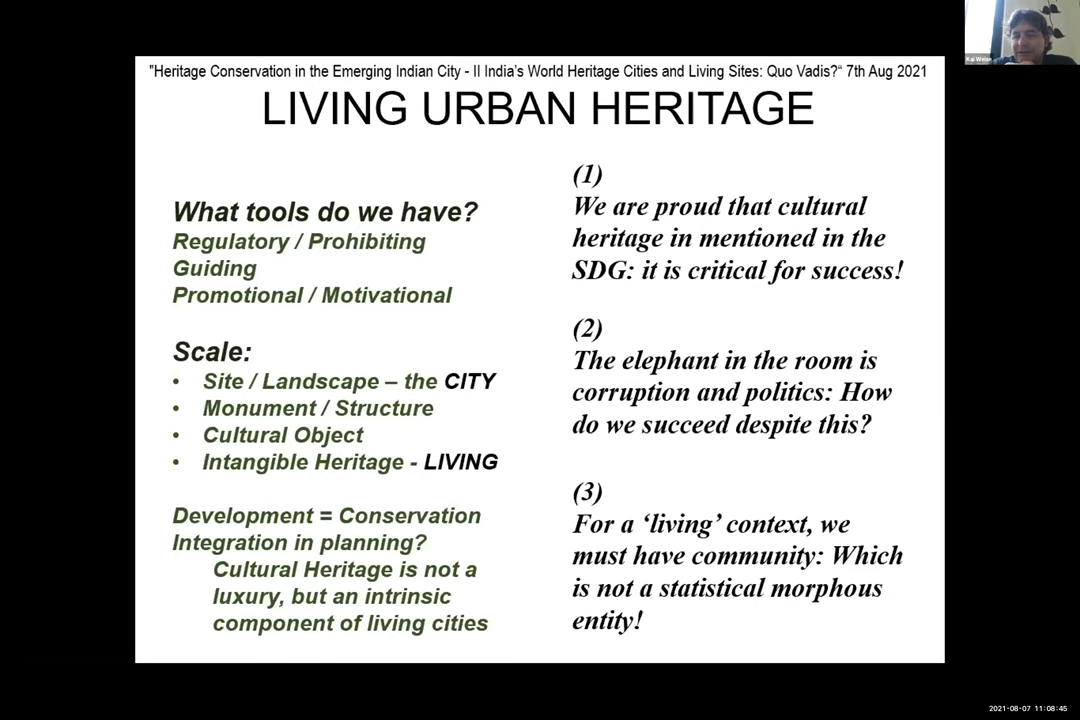 "Heritage Conservation in the Emerging Indian City - II India's World Heritage Cities and Living Sites: Quo Vadis?" 7th Aug 2021
LIVING URBAN HERITAGE
What tools do we have?
Regulatory / Prohibiting
Guiding
Promotional / Motivational
Scale:
• Site / Landscape – the CITY
• Monument / Structure
• Cultural Object
• Intangible Heritage - LIVING
Development = Conservation
Integration in planning?
Cultural Heritage is not a
luxury, but an intrinsic
component of living cities
(1)
We are proud that cultural
heritage in mentioned in the
SDG: it is critical for success!
(2)
The elephant in the room is
corruption and politics: How
do we succeed despite this?
(3)
For a ‘living’ context, we
must have community: Which
is not a statistical morphous
entity!
Kai Weise
2021-08-07 11:08:45